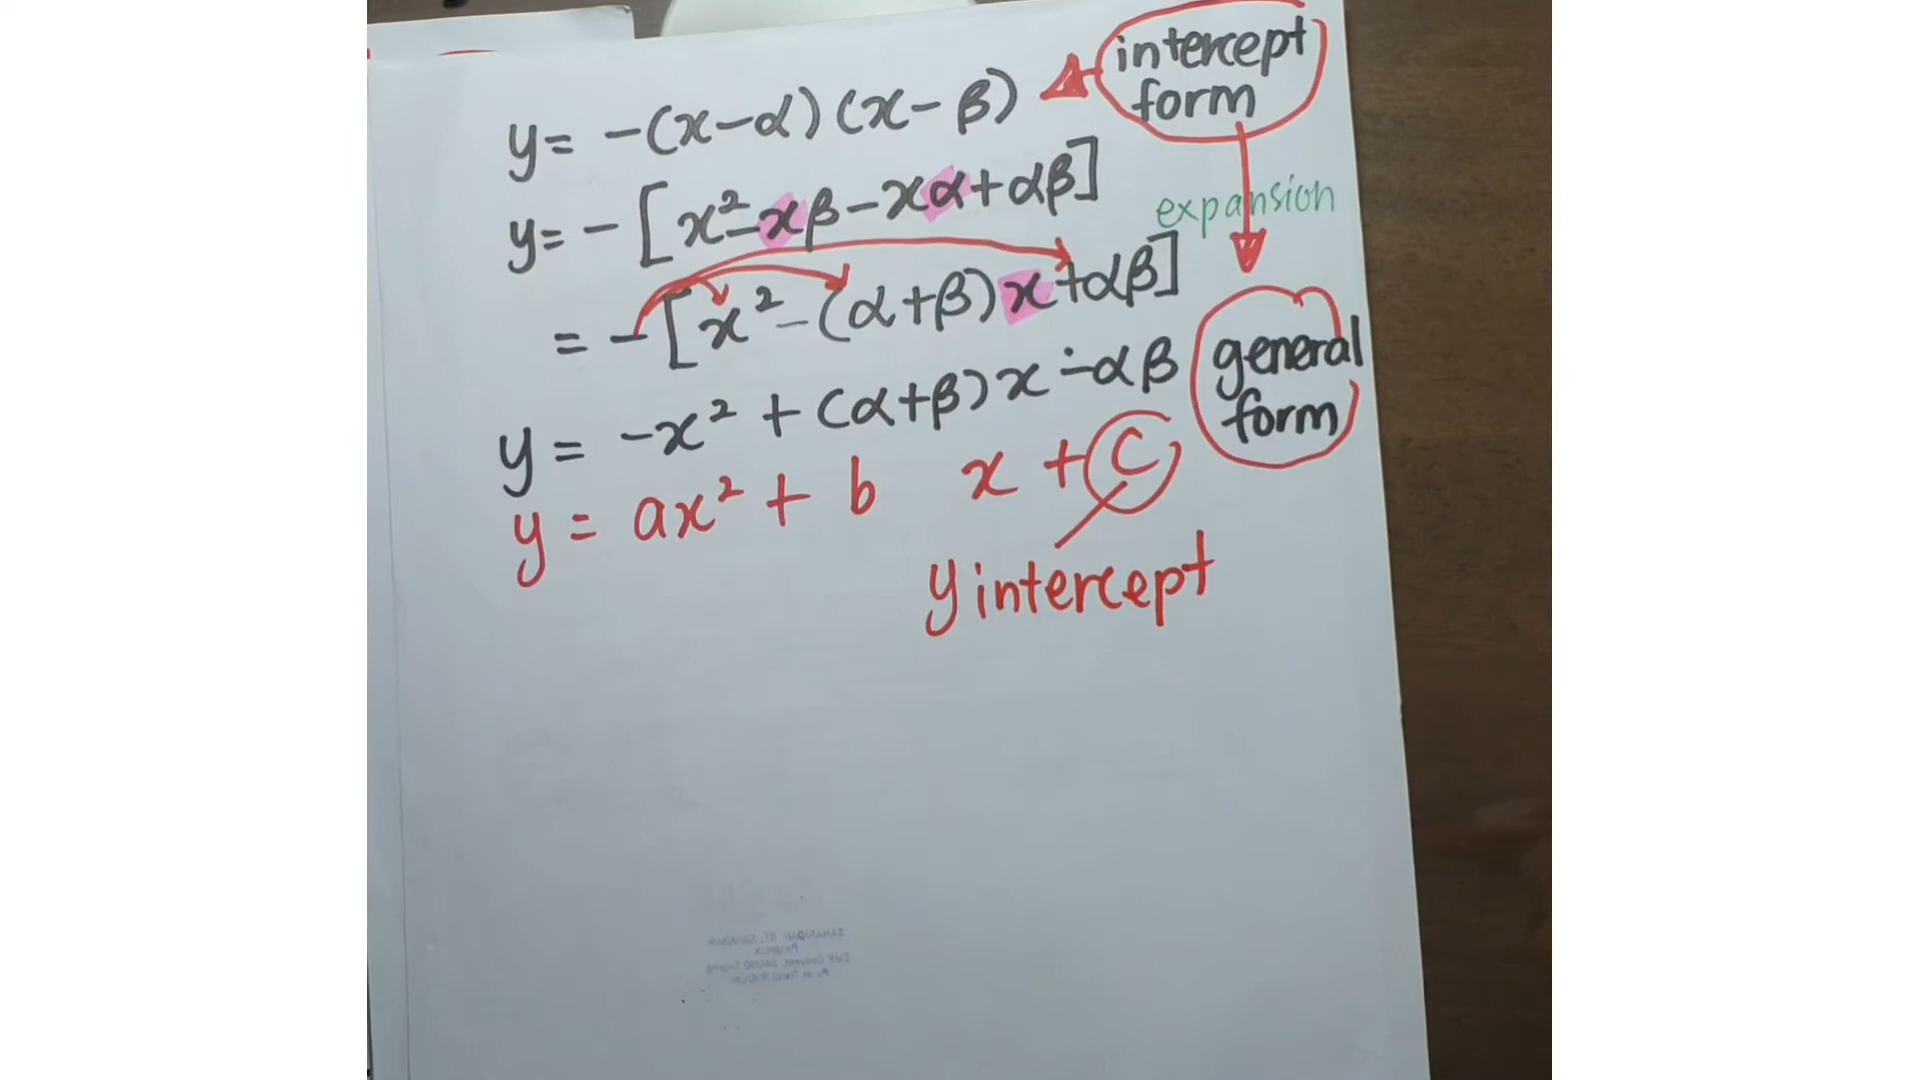 intercept
form
y = -(x-α)(x-β)
y = -[x²-xβ-xα+αβ]
expansion
= -[x²-(α+β)x+αβ]
y = -x² + (α+β)x - αβ
general
form
y = ax² + b x + c
y intercept